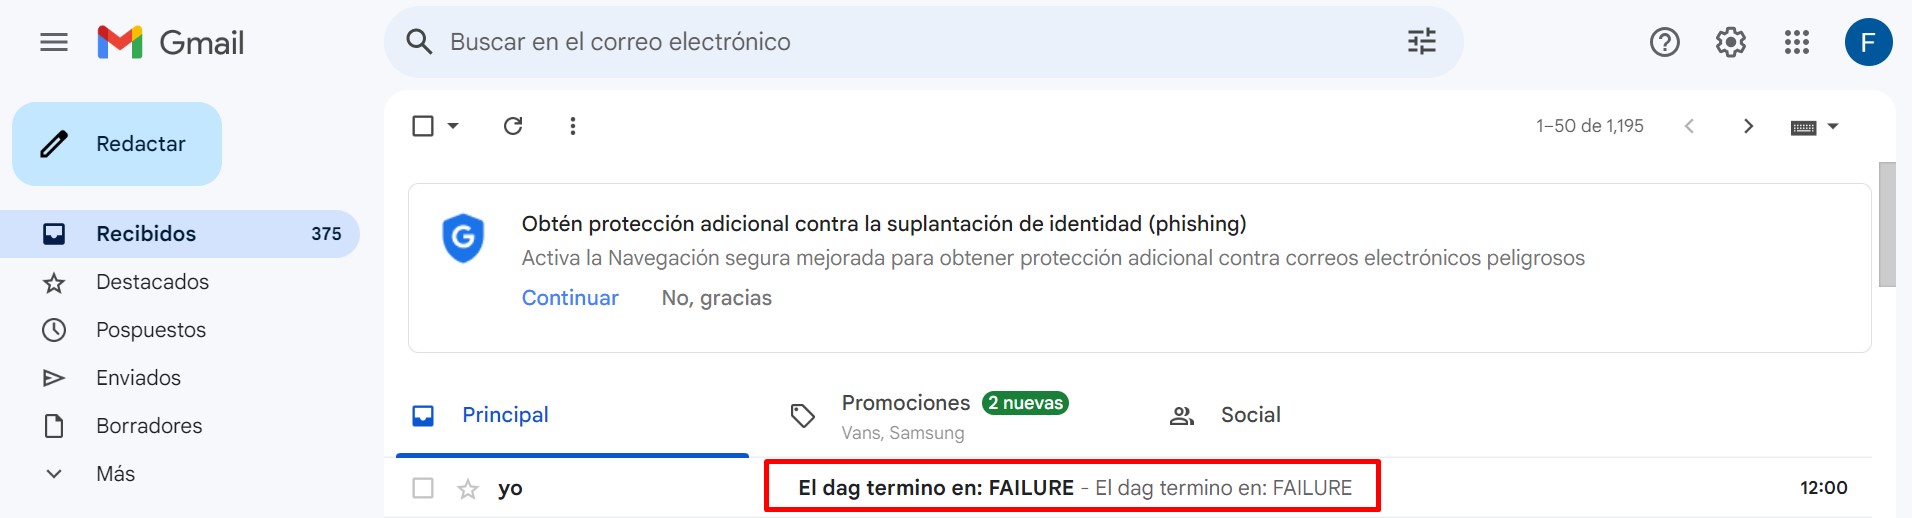 Gmail
Buscar en el correo electrónico
F
Redactar
1–50 de 1,195
Recibidos 375
Destacados
Pospuestos
Enviados
Borradores
Más
G
Obtén protección adicional contra la suplantación de identidad (phishing)
Activa la Navegación segura mejorada para obtener protección adicional contra correos electrónicos peligrosos
Continuar No, gracias
Principal
Promociones 2 nuevas
Vans, Samsung
Social
yo El dag termino en: FAILURE - El dag termino en: FAILURE 12:00